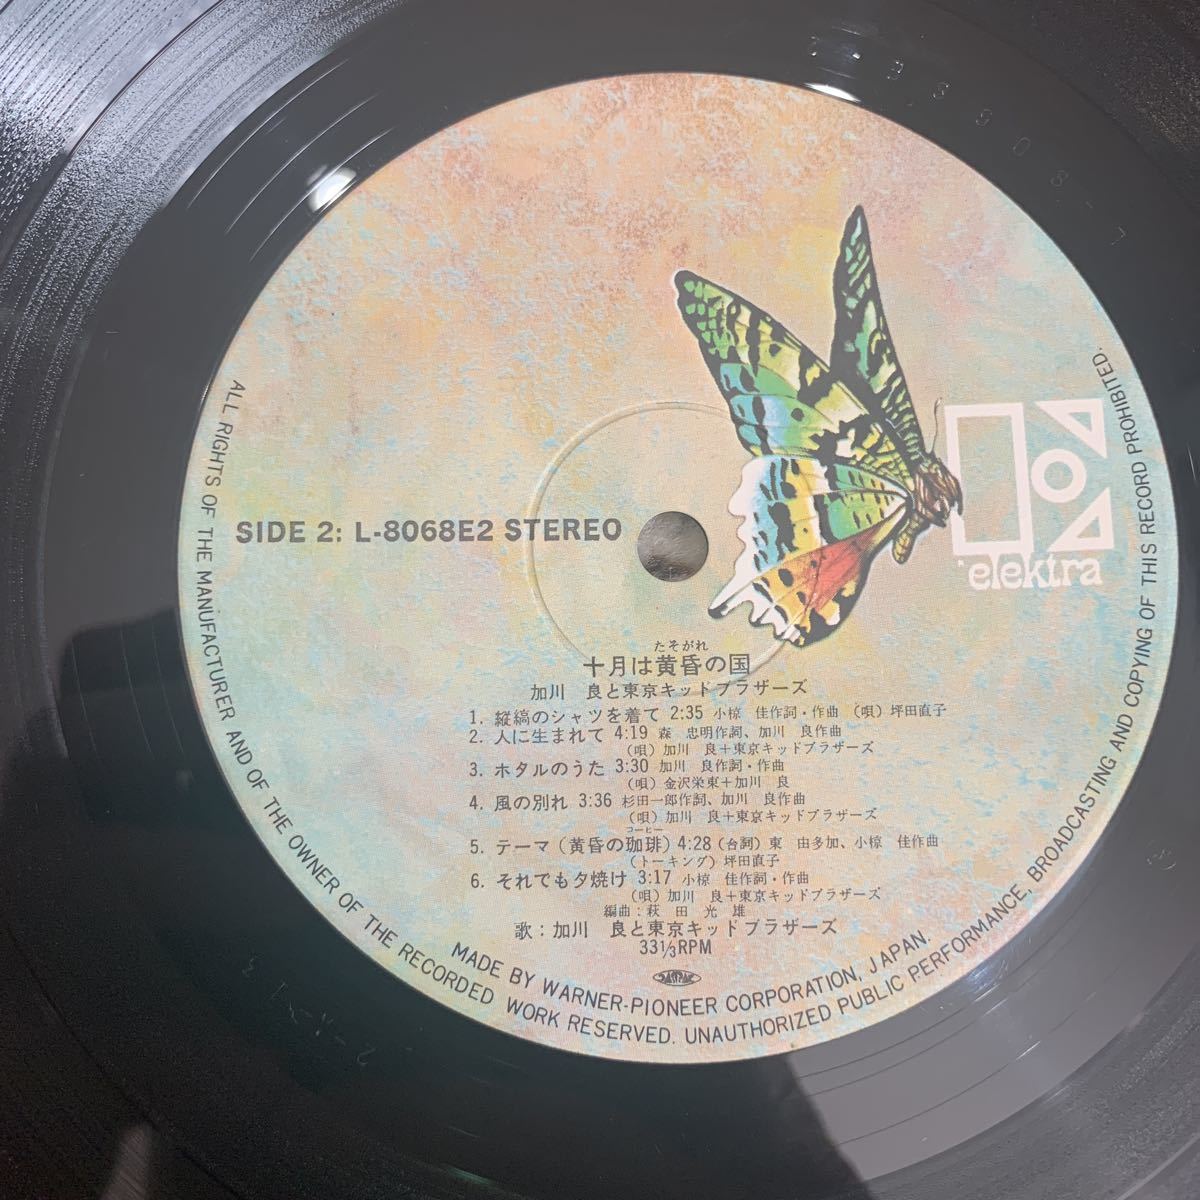 SIDE 2: L-8068E2 STEREO
elektra
たそがれ
十月は黄昏の国
加川 良と東京キッドブラザーズ
1. 縦縞のシャツを着て 2:35 小椋 佳作詞・作曲 (唄) 坪田直子
2. 人に生まれて 4:19 森 忠明作詞、加川 良作曲
(唄) 加川 良+東京キッドブラザーズ
3. ホタルのうた 3:30 加川 良作詞・作曲
(唄) 金沢栄東+加川 良
4. 風の別れ 3:36 杉田一郎作詞、加川 良作曲
(唄) 加川 良+東京キッドブラザーズ
コーヒー
5. テーマ (黄昏の珈琲) 4:28 (台詞) 東 由多加、小椋 佳作曲
(トーキング) 坪田直子
6. それでも夕焼け 3:17 小椋 佳作詞・作曲
(唄) 加川 良+東京キッドブラザーズ
編曲:萩田光雄
歌:加川 良と東京キッドブラザーズ
33 1/3 RPM
MADE BY WARNER-PIONEER CORPORATION, JAPAN.
ALL RIGHTS OF THE MANUFACTURER AND OF THE OWNER OF THE RECORDED WORK RESERVED. UNAUTHORIZED PUBLIC PERFORMANCE, BROADCASTING AND COPYING OF THIS RECORD PROHIBITED.